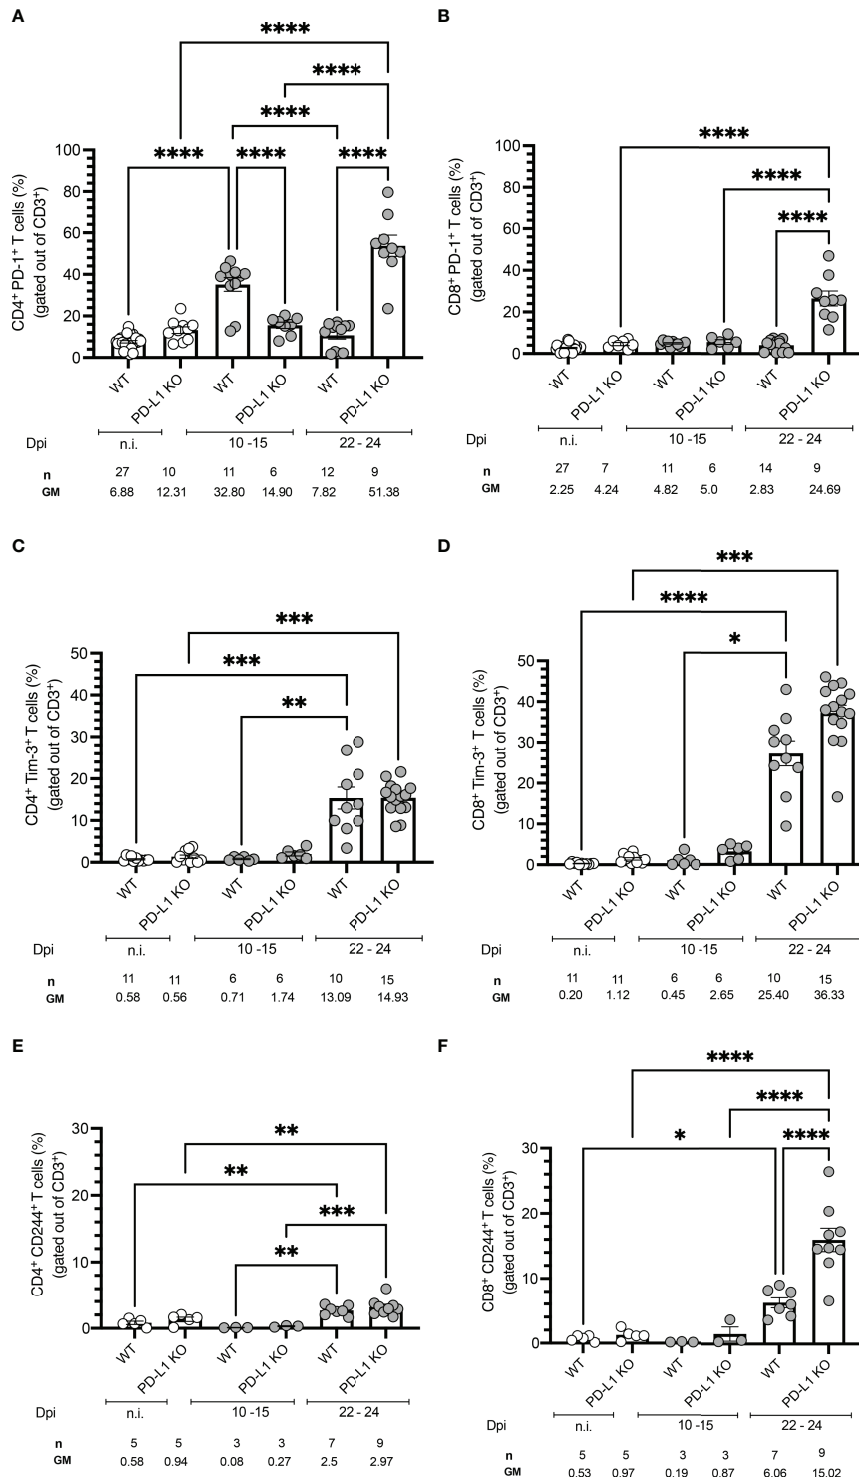 A
CD4+ PD-1+ T cells (%)
(gated out of CD3+)
100
80
60
40
20
0
****
****
****
****
****
****
WT
PD-L1 KO
WT
PD-L1 KO
WT
PD-L1 KO
Dpi n.i. 10 -15 22 - 24
n 27 10 11 6 12 9
GM 6.88 12.31 32.80 14.90 7.82 51.38
B
CD8+ PD-1+ T cells (%)
(gated out of CD3+)
100
80
60
40
20
0
****
****
****
WT
PD-L1 KO
WT
PD-L1 KO
WT
PD-L1 KO
Dpi n.i. 10 -15 22 - 24
n 27 7 11 6 14 9
GM 2.25 4.24 4.82 5.0 2.83 24.69
C
CD4+ Tim-3+ T cells (%)
(gated out of CD3+)
50
40
30
20
10
0
***
***
**
WT
PD-L1 KO
WT
PD-L1 KO
WT
PD-L1 KO
Dpi n.i. 10 -15 22 - 24
n 11 11 6 6 10 15
GM 0.58 0.56 0.71 1.74 13.09 14.93
D
CD8+ Tim-3+ T cells (%)
(gated out of CD3+)
50
40
30
20
10
0
***
****
*
WT
PD-L1 KO
WT
PD-L1 KO
WT
PD-L1 KO
Dpi n.i. 10 -15 22 - 24
n 11 11 6 6 10 15
GM 0.20 1.12 0.45 2.65 25.40 36.33
E
CD4+ CD244+ T cells (%)
(gated out of CD3+)
30
20
10
0
**
**
***
**
WT
PD-L1 KO
WT
PD-L1 KO
WT
PD-L1 KO
Dpi n.i. 10 -15 22 - 24
n 5 5 3 3 7 9
GM 0.58 0.94 0.08 0.27 2.5 2.97
F
CD8+ CD244+ T cells (%)
(gated out of CD3+)
30
20
10
0
****
****
*
****
WT
PD-L1 KO
WT
PD-L1 KO
WT
PD-L1 KO
Dpi n.i. 10 -15 22 - 24
n 5 5 3 3 7 9
GM 0.53 0.97 0.19 0.87 6.06 15.02